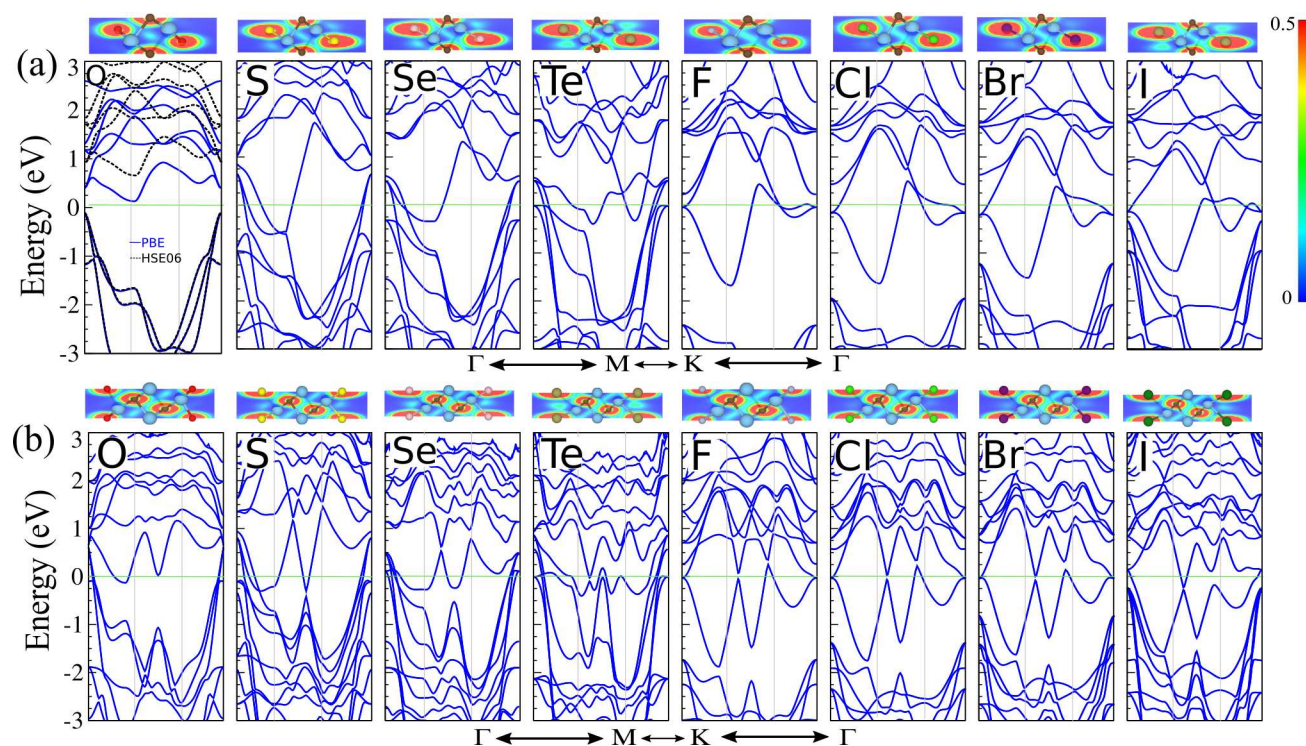 (a)
O S Se Te F Cl Br I
0.5
0
Energy (eV)
3
2
1
0
-1
-2
-3
PBE
HSE06
Γ M K Γ
(b)
O S Se Te F Cl Br I
Energy (eV)
3
2
1
0
-1
-2
-3
Γ M K Γ